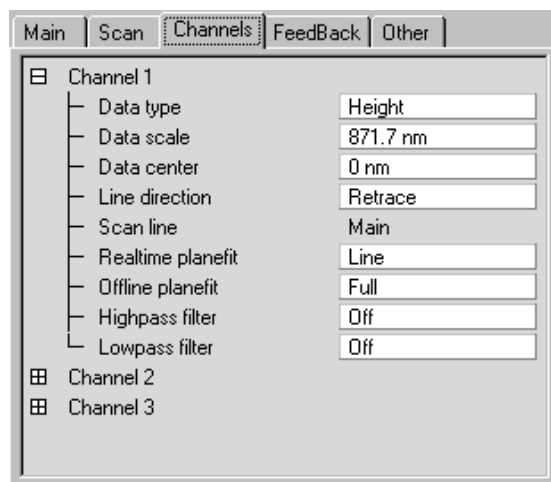 Main Scan Channels FeedBack Other
Channel 1
Data type Height
Data scale 871.7 nm
Data center 0 nm
Line direction Retrace
Scan line Main
Realtime planefit Line
Offline planefit Full
Highpass filter Off
Lowpass filter Off
Channel 2
Channel 3